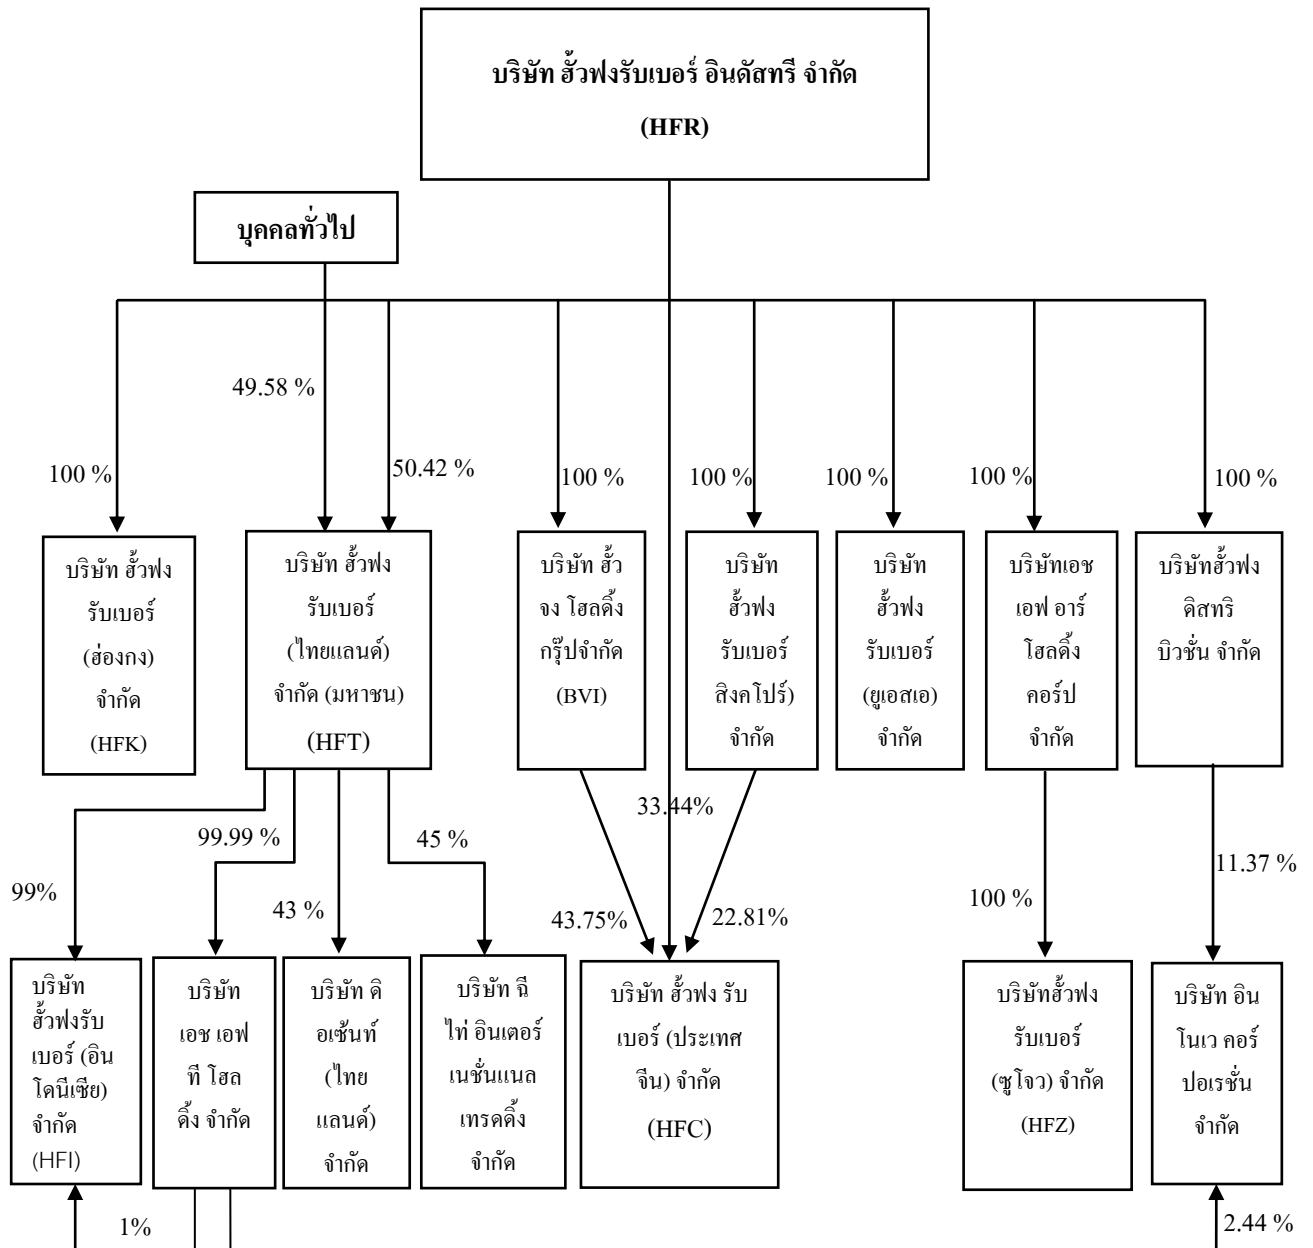 บริษัท ฮั้วฟงรับเบอร์ อินดัสทรี จำกัด
(HFR)
บุคคลทั่วไป
49.58 %
100 %
50.42 %
100 %
100 %
100 %
100 %
100 %
บริษัท ฮั้วฟง
รับเบอร์
(ฮ่องกง)
จำกัด
(HFK)
บริษัท ฮั้วฟง
รับเบอร์
(ไทยแลนด์)
จำกัด (มหาชน)
(HFT)
บริษัท ฮั้ว
จง โฮลดิ้ง
กรุ๊ปจำกัด
(BVI)
บริษัท
ฮั้วฟง
รับเบอร์
สิงคโปร์)
จำกัด
บริษัท
ฮั้วฟง
รับเบอร์
(ยูเอสเอ)
จำกัด
บริษัทเอช
เอฟ อาร์
โฮลดิ้ง
คอร์ป
จำกัด
บริษัทฮั้วฟง
ดิสทริ
บิวชั่น จำกัด
99%
99.99 %
43 %
45 %
43.75%
33.44%
22.81%
100 %
11.37 %
บริษัท
ฮั้วฟงรับ
เบอร์ (อิน
โดนีเซีย)
จำกัด
(HFI)
บริษัท
เอช เอฟ
ที โฮล
ดิ้ง จำกัด
บริษัท ดิ
อเซ้นท์
(ไทย
แลนด์)
จำกัด
บริษัท ฉี
ไท่ อินเตอร์
เนชั่นแนล
เทรดดิ้ง
จำกัด
บริษัท ฮั้วฟง รับ
เบอร์ (ประเทศ
จีน) จำกัด
(HFC)
บริษัทฮั้วฟง
รับเบอร์
(ซูโจว) จำกัด
(HFZ)
บริษัท อิน
โนเว คอร์
ปอเรชั่น
จำกัด
1%
2.44 %